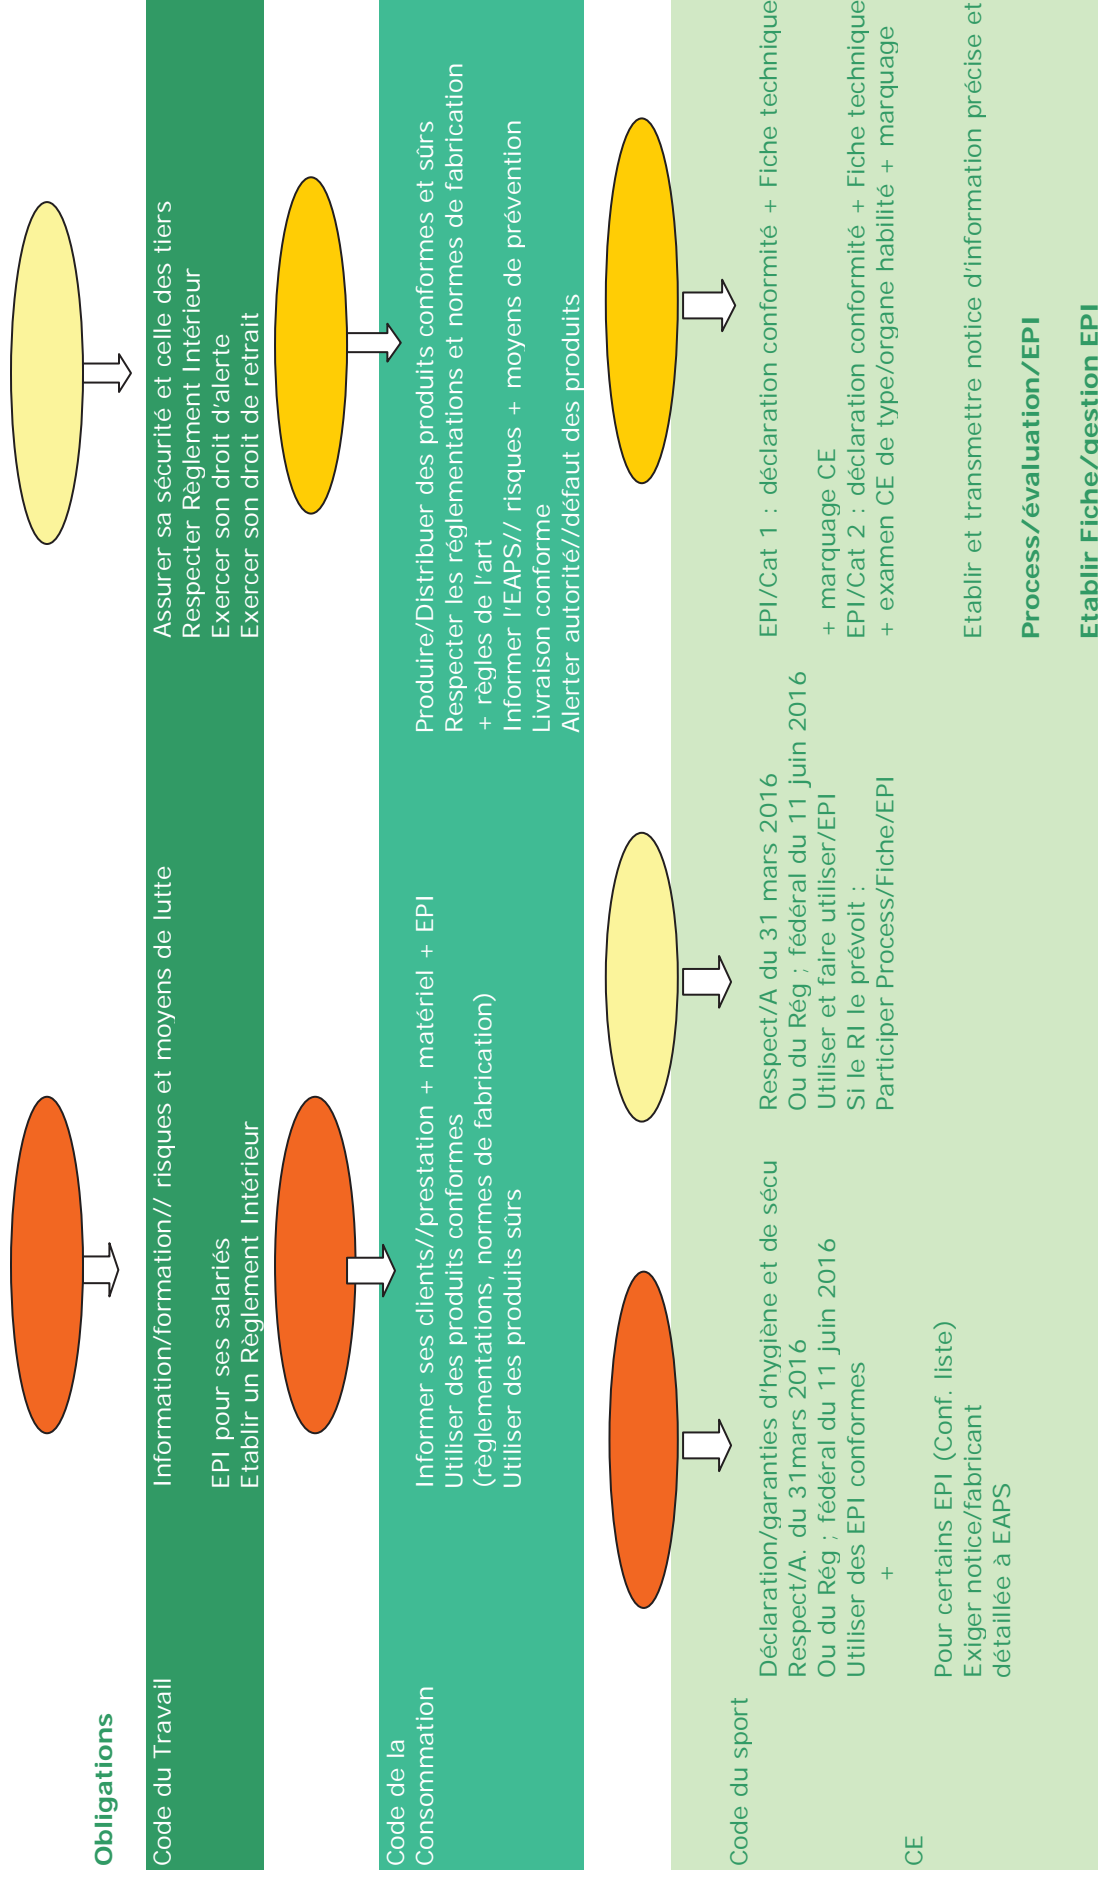 Obligations
Code du Travail
Information/formation// risques et moyens de lutte
EPI pour ses salariés
Etablir un Règlement Intérieur
Assurer sa sécurité et celle des tiers
Respecter Règlement Intérieur
Exercer son droit d'alerte
Exercer son droit de retrait
Code de la
Consommation
Informer ses clients//prestation + matériel + EPI
Utiliser des produits conformes
(règlementations, normes de fabrication)
Utiliser des produits sûrs
Produire/Distribuer des produits conformes et sûrs
Respecter les réglementations et normes de fabrication
+ règles de l'art
Informer l'EAPS// risques + moyens de prévention
Livraison conforme
Alerter autorité//défaut des produits
Code du sport
CE
Déclaration/garanties d'hygiène et de sécu
Respect/A. du 31mars 2016
Ou du Rég ; fédéral du 11 juin 2016
Utiliser des EPI conformes
+
Pour certains EPI (Conf. liste)
Exiger notice/fabricant
détaillée à EAPS
Respect/A du 31 mars 2016
Ou du Rég ; fédéral du 11 juin 2016
Utiliser et faire utiliser/EPI
Si le RI le prévoit :
Participer Process/Fiche/EPI
EPI/Cat 1 : déclaration conformité + Fiche technique
+ marquage CE
EPI/Cat 2 : déclaration conformité + Fiche technique
+ examen CE de type/organe habilité + marquage
Etablir et transmettre notice d'information précise et
Process/évaluation/EPI
Etablir Fiche/gestion EPI